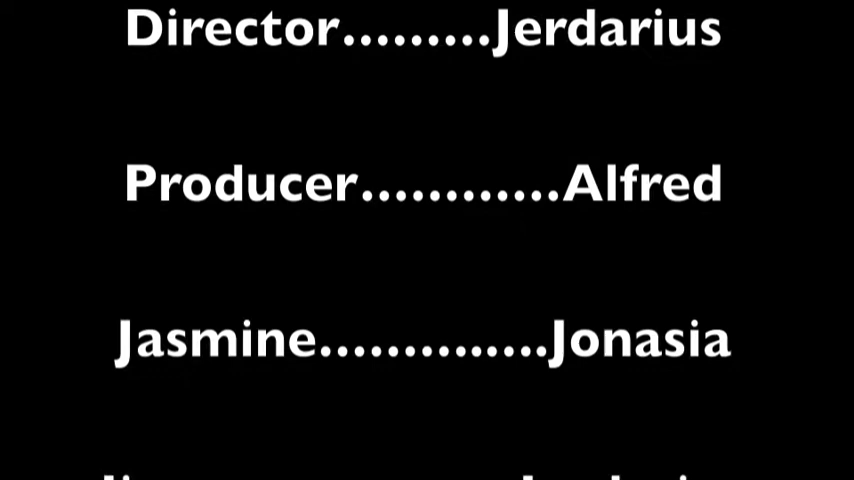 Director.........Jerdarius
Producer............Alfred
Jasmine..............Jonasia